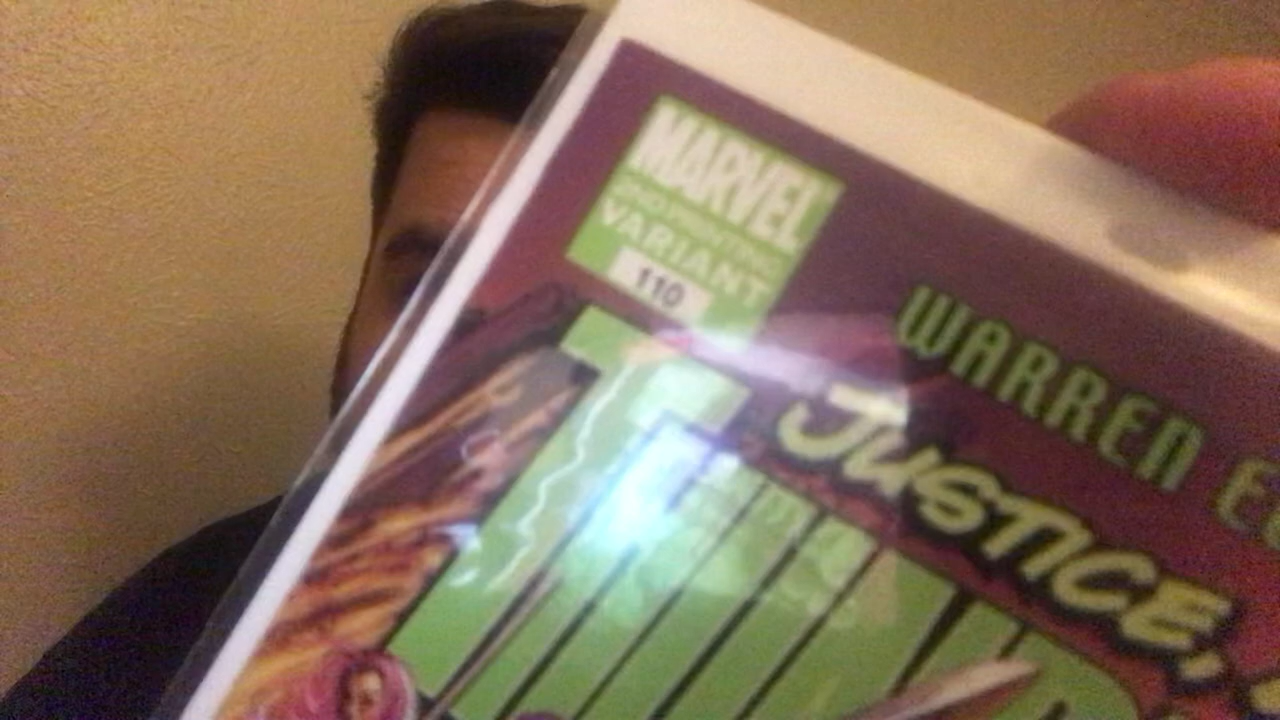 MARVEL
2ND PRINTING
VARIANT
110
WARREN
JUSTICE,